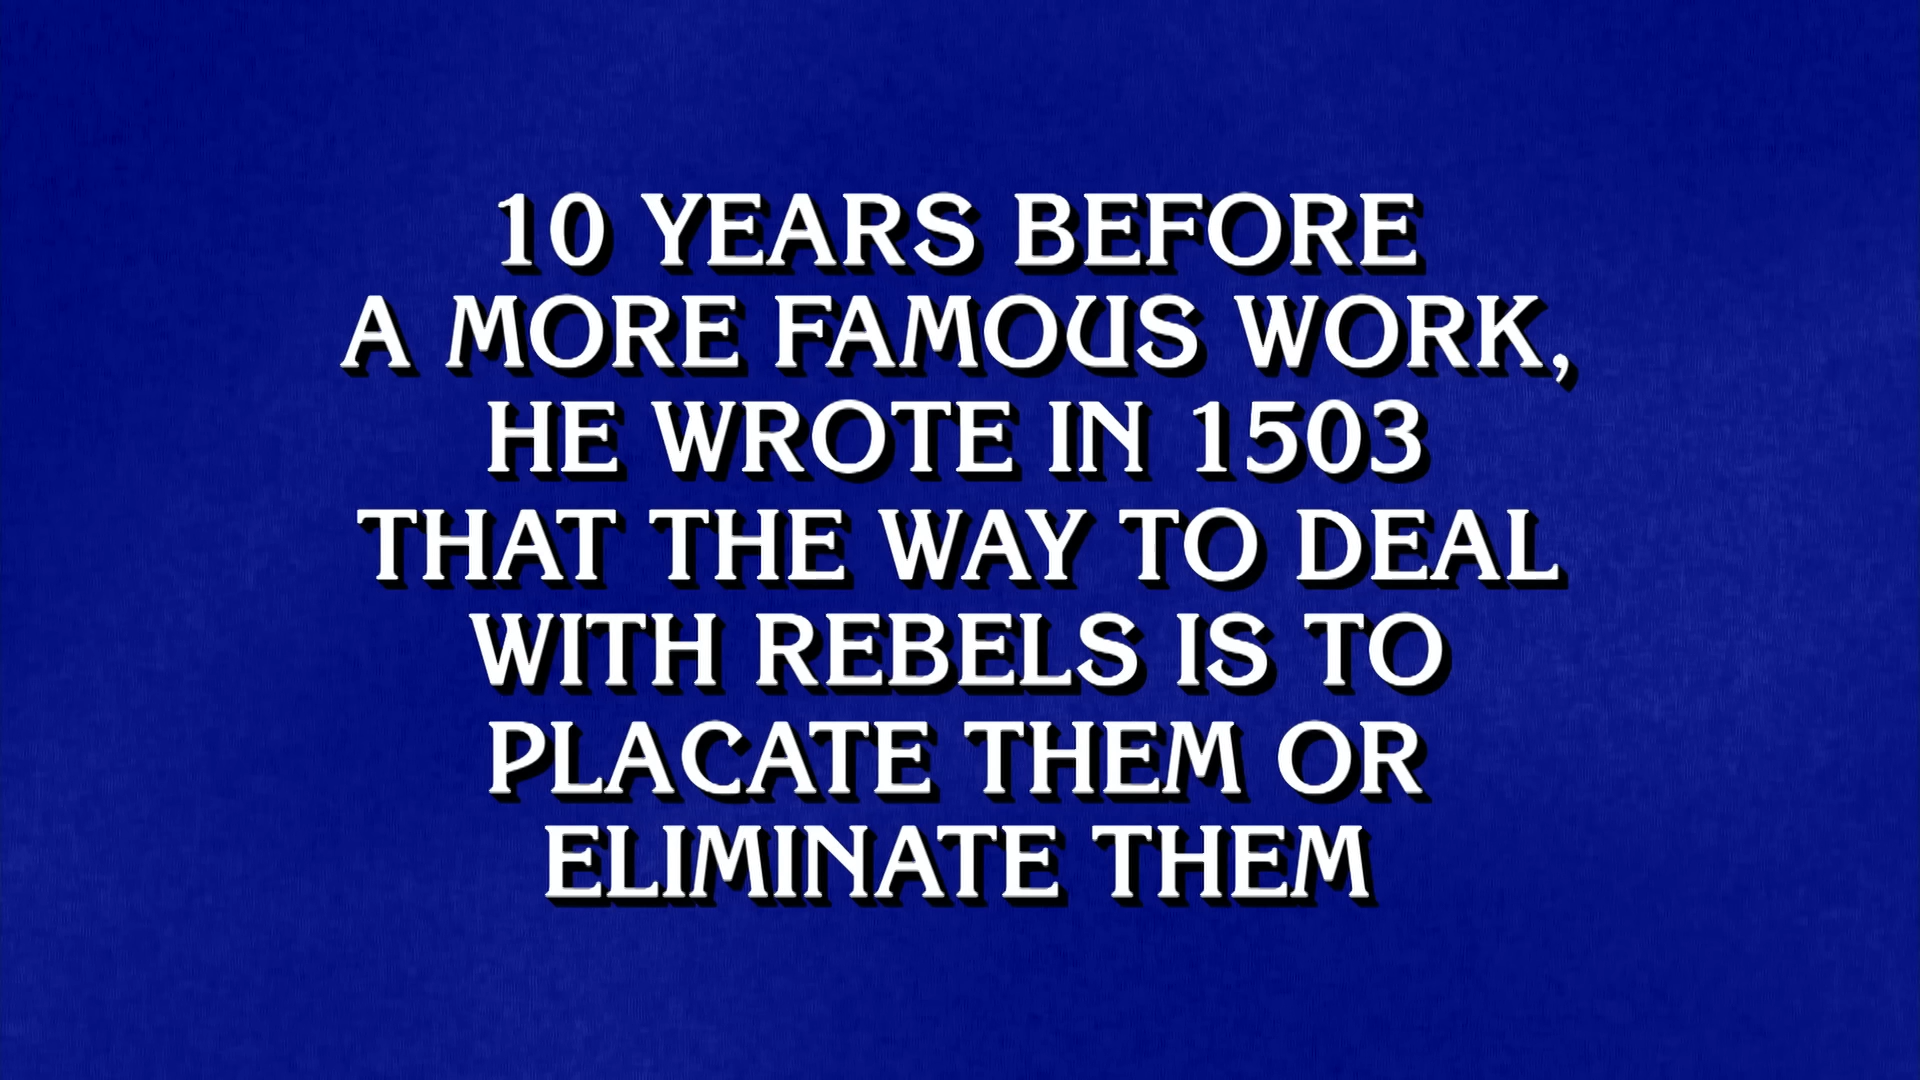 10 YEARS BEFORE
A MORE FAMOUS WORK,
HE WROTE IN 1503
THAT THE WAY TO DEAL
WITH REBELS IS TO
PLACATE THEM OR
ELIMINATE THEM